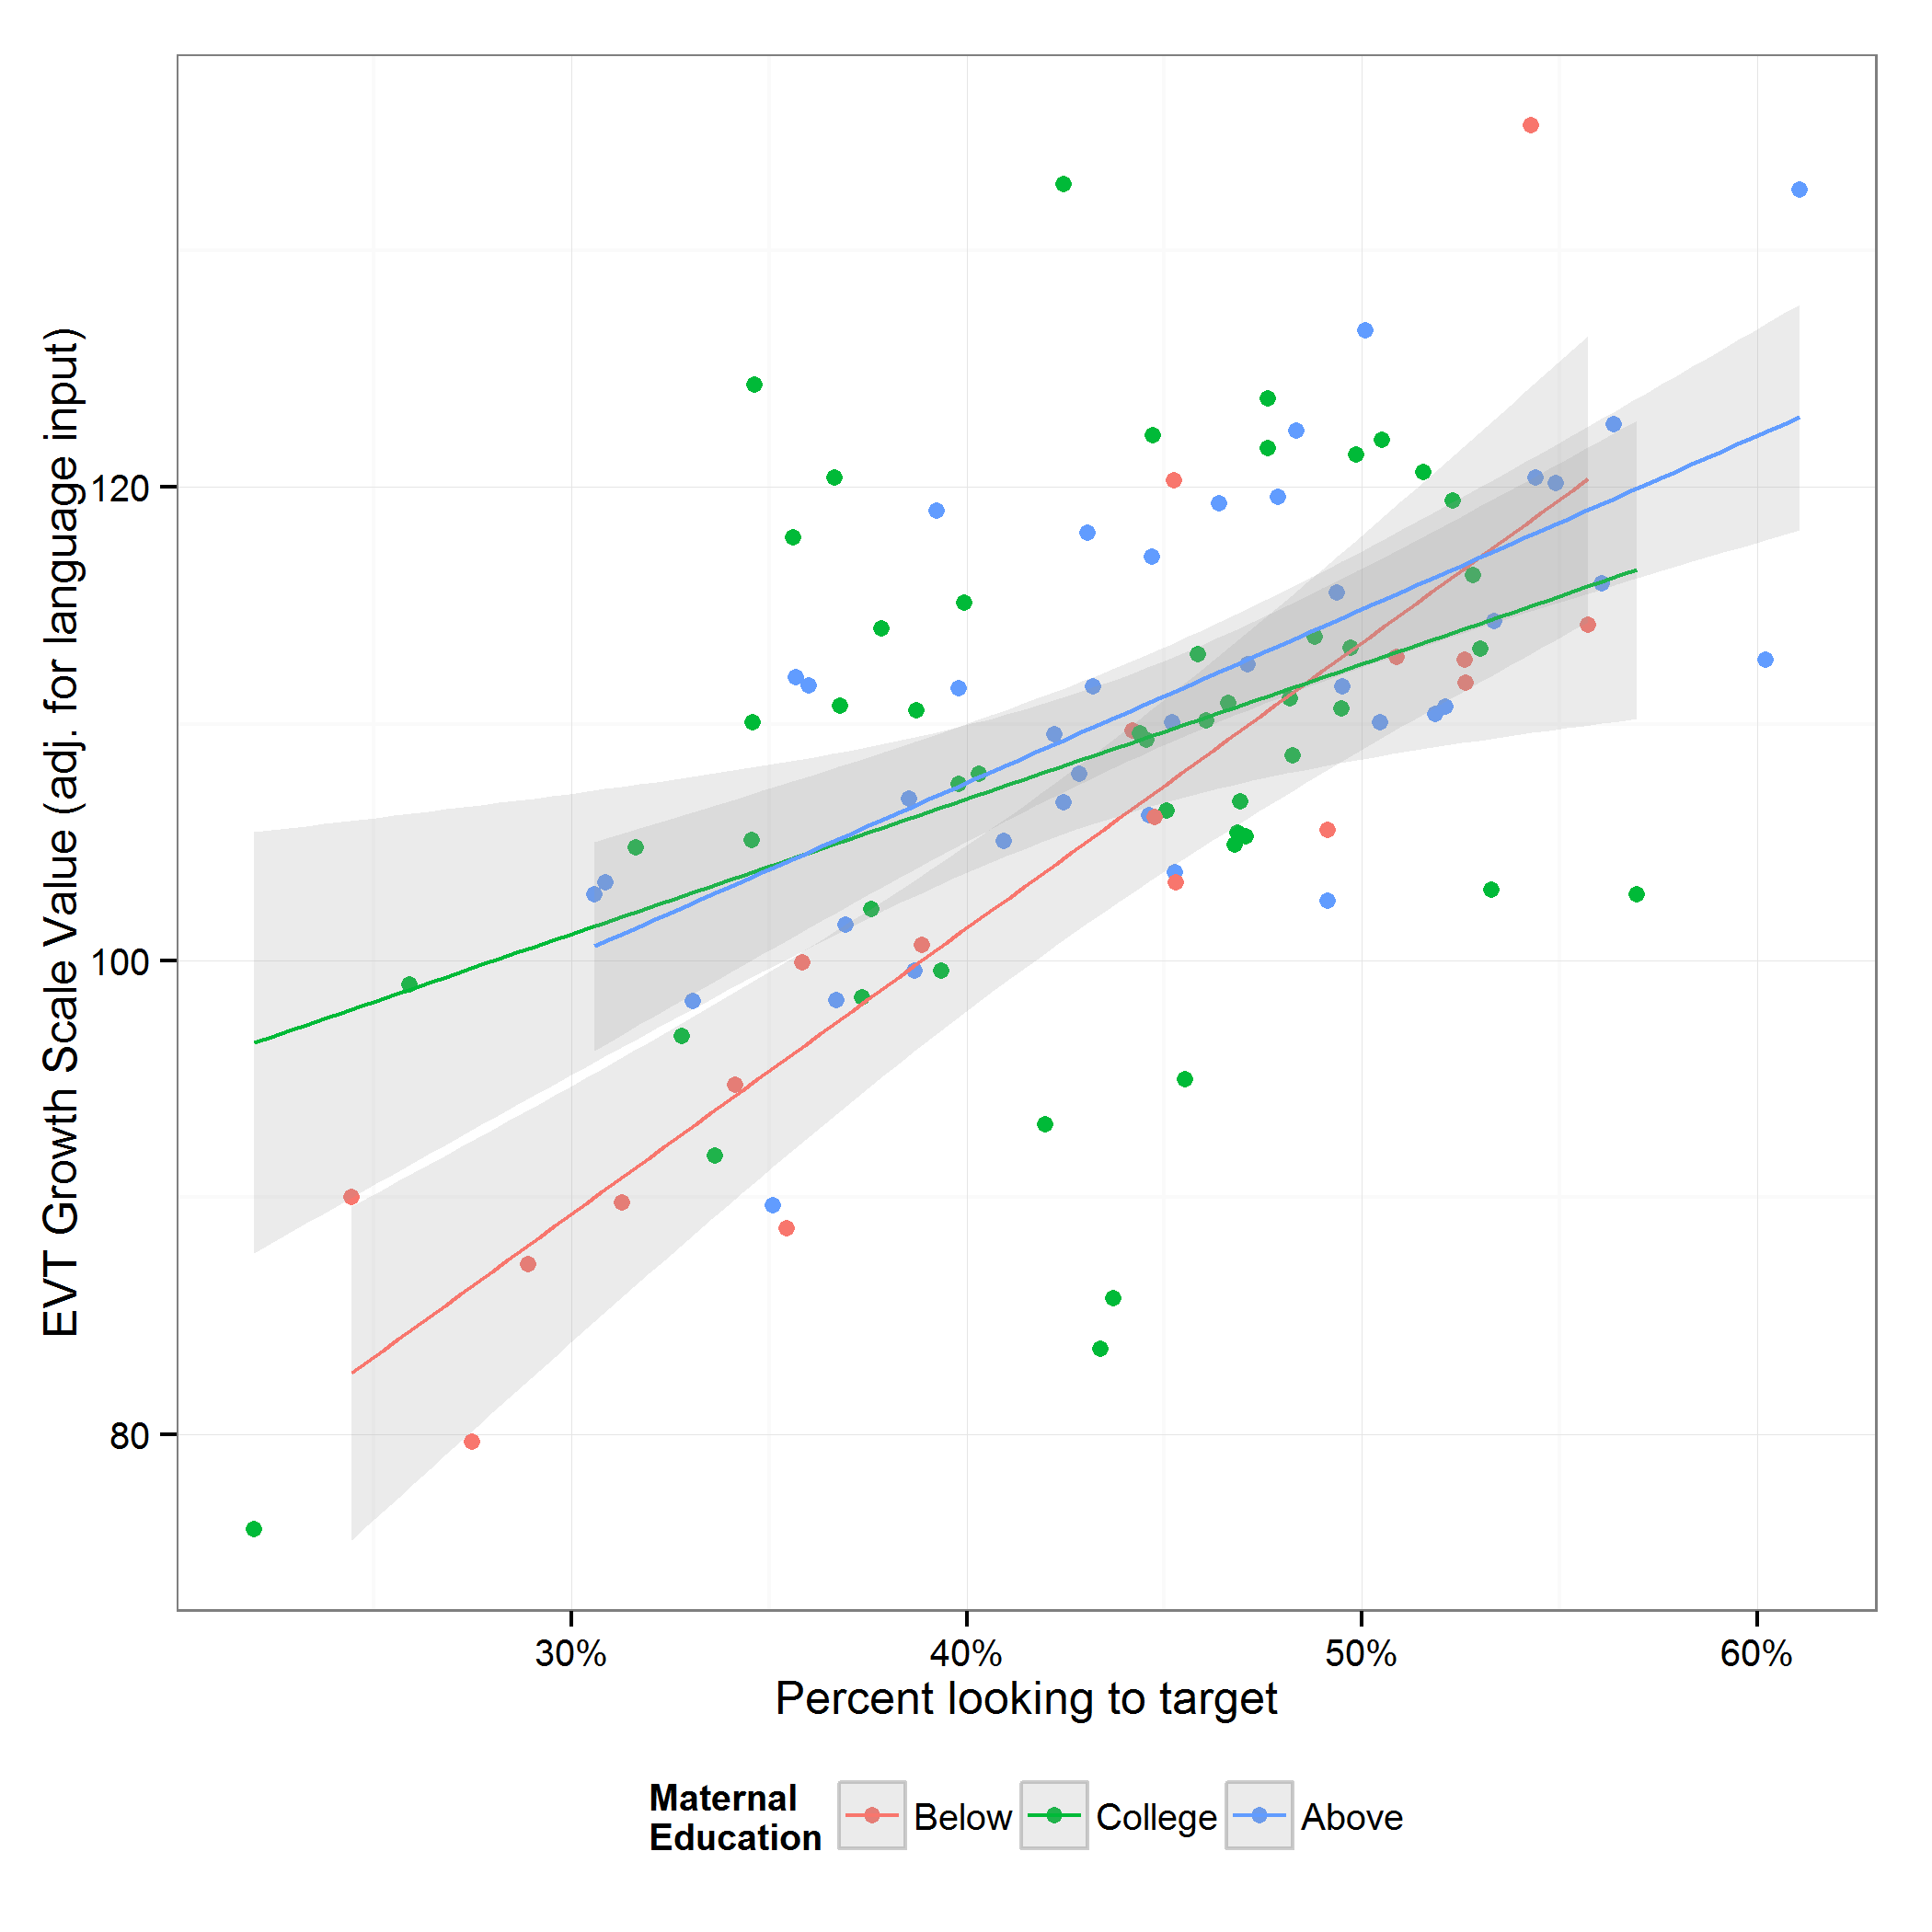 EVT Growth Scale Value (adj. for language input)
120
100
80
30% 40% 50% 60%
Percent looking to target
Maternal
Education
Below College Above